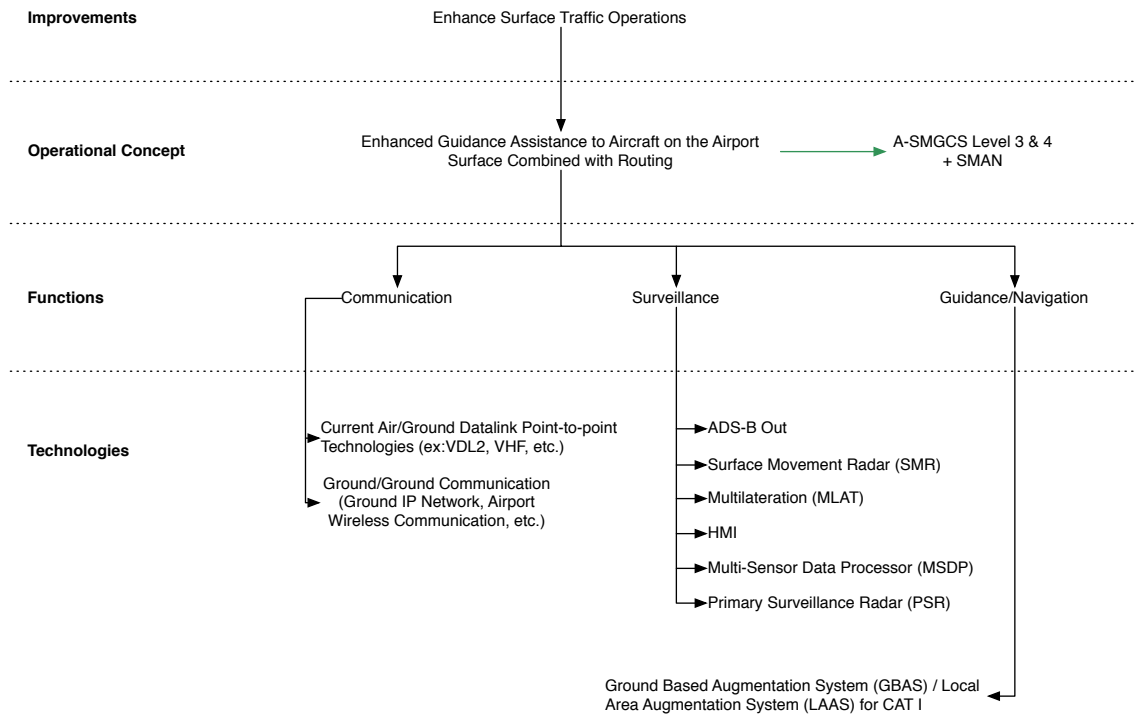 Improvements
Enhance Surface Traffic Operations
Operational Concept
Enhanced Guidance Assistance to Aircraft on the Airport
Surface Combined with Routing
A-SMGCS Level 3 & 4
+ SMAN
Functions
Communication
Surveillance
Guidance/Navigation
Technologies
Current Air/Ground Datalink Point-to-point
Technologies (ex:VDL2, VHF, etc.)
Ground/Ground Communication
(Ground IP Network, Airport
Wireless Communication, etc.)
ADS-B Out
Surface Movement Radar (SMR)
Multilateration (MLAT)
HMI
Multi-Sensor Data Processor (MSDP)
Primary Surveillance Radar (PSR)
Ground Based Augmentation System (GBAS) / Local
Area Augmentation System (LAAS) for CAT I